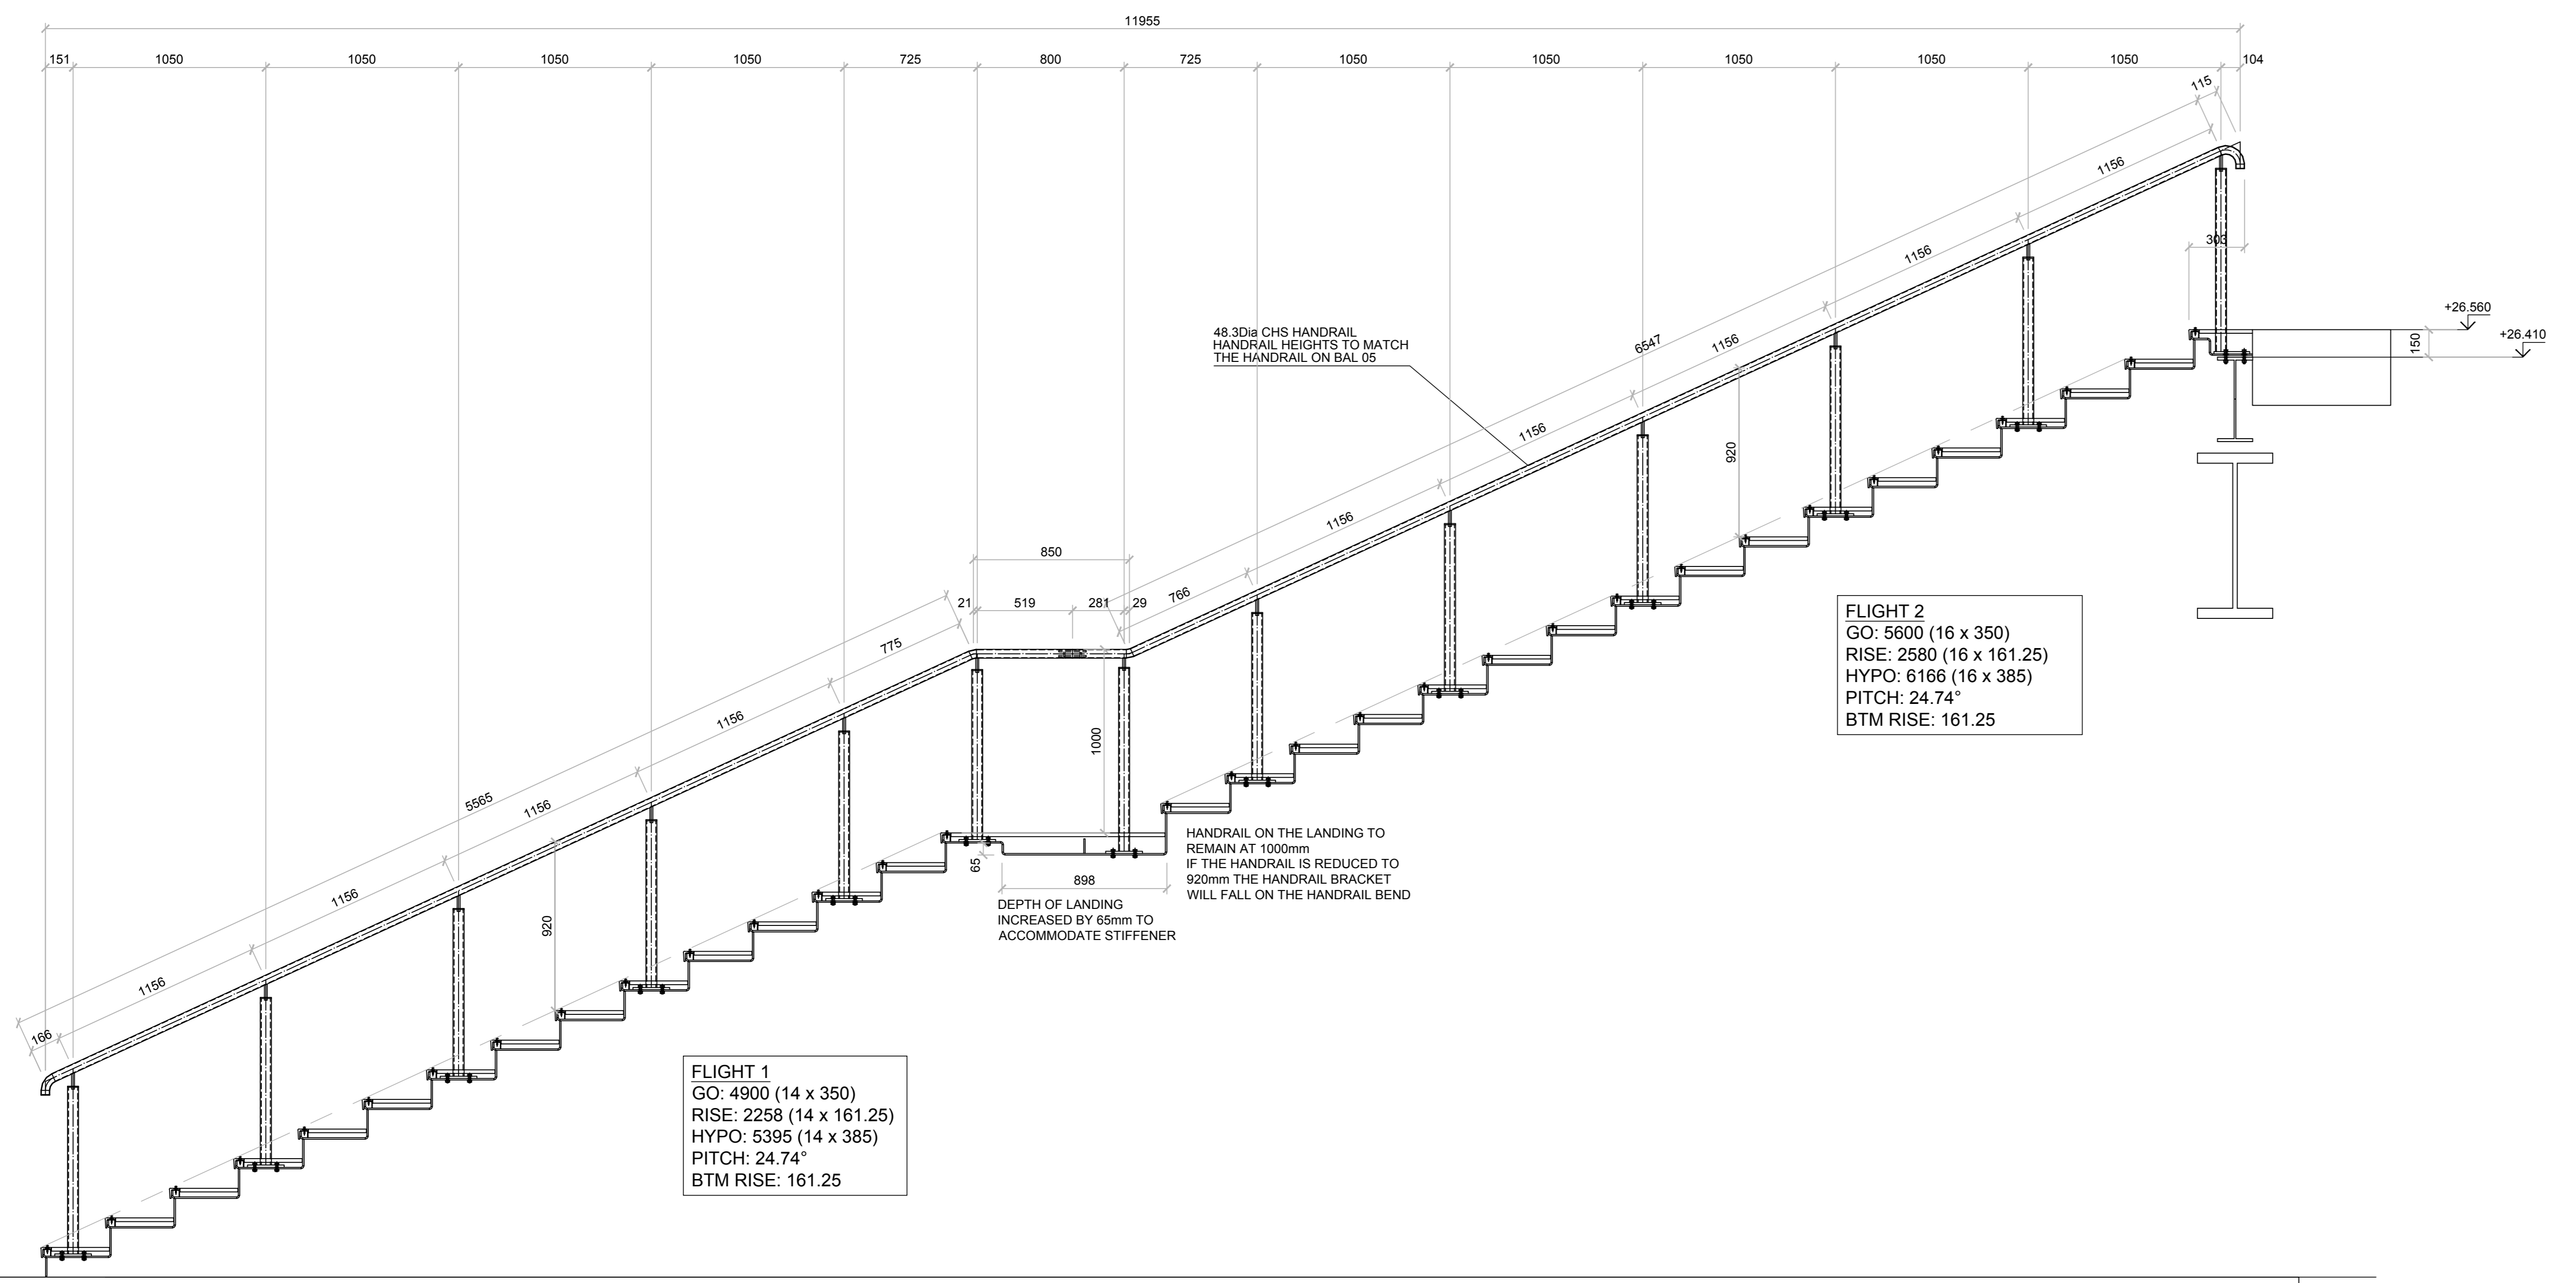 11955
151 1050 1050 1050 1050 725 800 725 1050 1050 1050 1050 1050 104
115
1156
303
1156
+26.560
+26.410
150
48.3Dia CHS HANDRAIL
HANDRAIL HEIGHTS TO MATCH
THE HANDRAIL ON BAL 05
6547
1156
1156
920
1156
850
21 519 281 29
766
775
FLIGHT 2
GO: 5600 (16 x 350)
RISE: 2580 (16 x 161.25)
HYPO: 6166 (16 x 385)
PITCH: 24.74°
BTM RISE: 161.25
1156
1000
5565
1156
HANDRAIL ON THE LANDING TO
REMAIN AT 1000mm
IF THE HANDRAIL IS REDUCED TO
920mm THE HANDRAIL BRACKET
WILL FALL ON THE HANDRAIL BEND
65
898
DEPTH OF LANDING
INCREASED BY 65mm TO
ACCOMMODATE STIFFENER
1156
920
1156
166
FLIGHT 1
GO: 4900 (14 x 350)
RISE: 2258 (14 x 161.25)
HYPO: 5395 (14 x 385)
PITCH: 24.74°
BTM RISE: 161.25